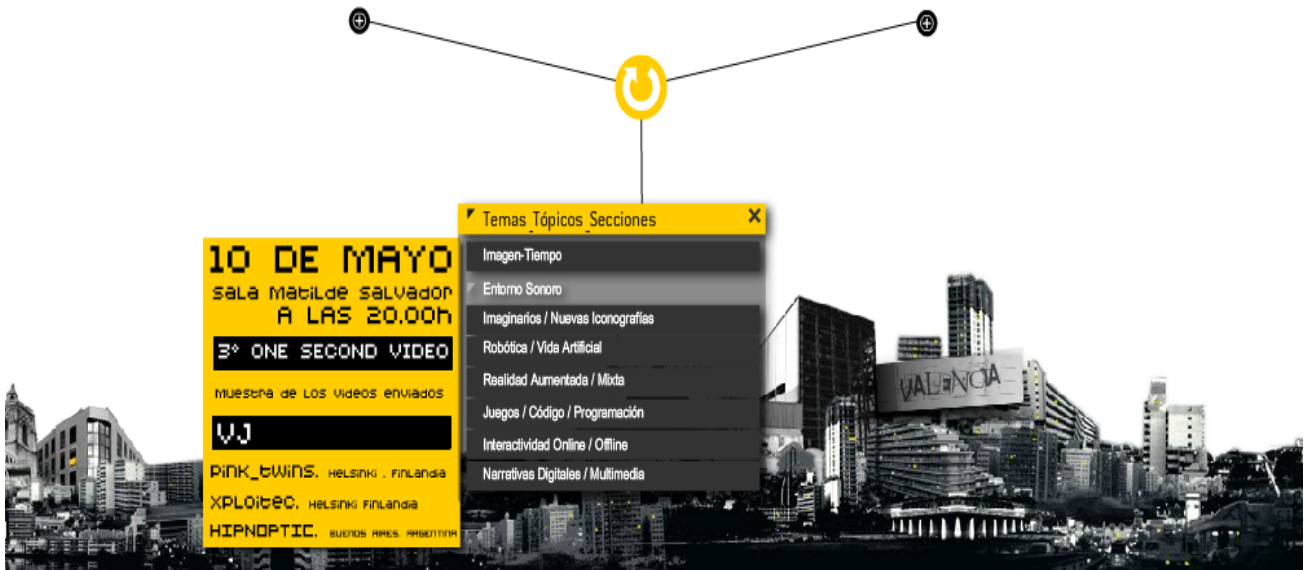 10 DE MAYO
sala matilde salvador
A LAS 20.00h
3º ONE SECOND VIDEO
muestra de los videos enviados
VJ
pink_twins. Helsinki . Finlandia
xploitec. Helsinki Finlandia
HIPNOPTIC. BUENOS AIRES. ARGENTINA
Temas_Tópicos_Secciones
Imagen-Tiempo
Entorno Sonoro
Imaginarios / Nuevas Iconografías
Robótica / Vida Artificial
Realidad Aumentada / Mixta
Juegos / Código / Programación
Interactividad Online / Offline
Narrativas Digitales / Multimedia
VALENCIA